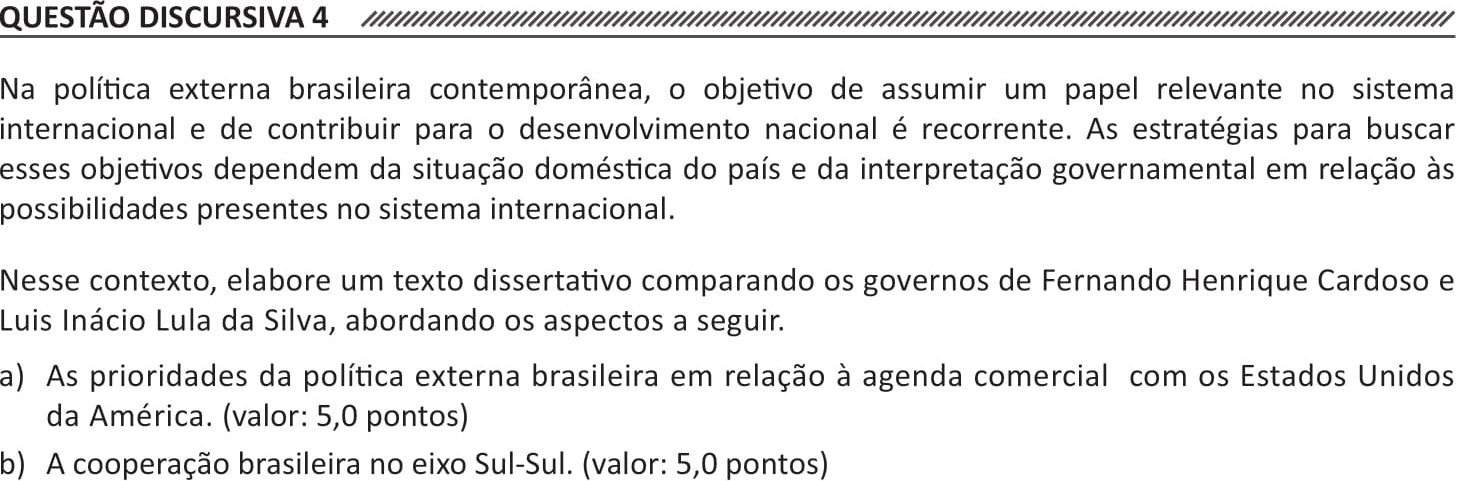 QUESTÃO DISCURSIVA 4
Na política externa brasileira contemporânea, o objetivo de assumir um papel relevante no sistema
internacional e de contribuir para o desenvolvimento nacional é recorrente. As estratégias para buscar
esses objetivos dependem da situação doméstica do país e da interpretação governamental em relação às
possibilidades presentes no sistema internacional.
Nesse contexto, elabore um texto dissertativo comparando os governos de Fernando Henrique Cardoso e
Luis Inácio Lula da Silva, abordando os aspectos a seguir.
a) As prioridades da política externa brasileira em relação à agenda comercial com os Estados Unidos
da América. (valor: 5,0 pontos)
b) A cooperação brasileira no eixo Sul-Sul. (valor: 5,0 pontos)